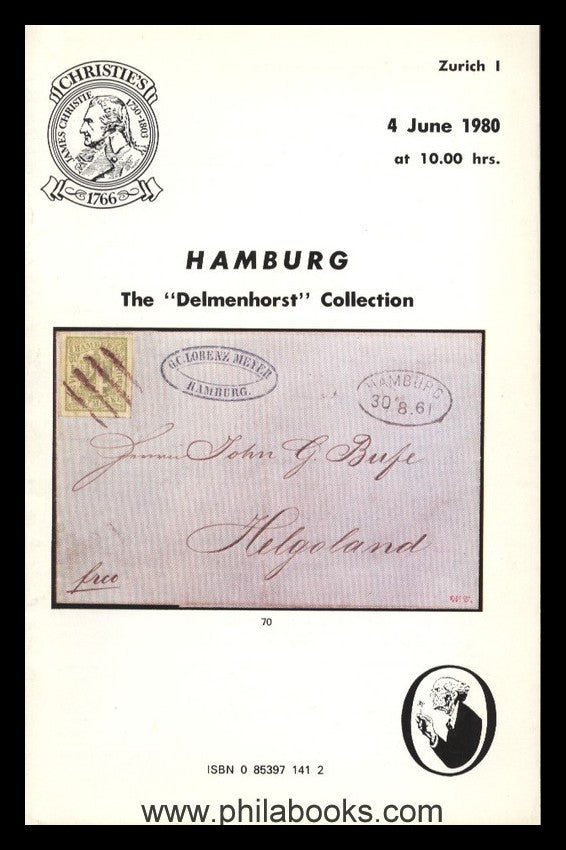 CHRISTIE'S
JAMES CHRISTIE 1730-1803
1766
Zurich I
4 June 1980
at 10.00 hrs.
HAMBURG
The "Delmenhorst" Collection
HAMBURG
G.C. LORENZ MEYER
HAMBURG.
HAMBURG
30 8.61
Herrn John G. Buse
Helgoland
free
70
ISBN 0 85397 141 2
www.philabooks.com